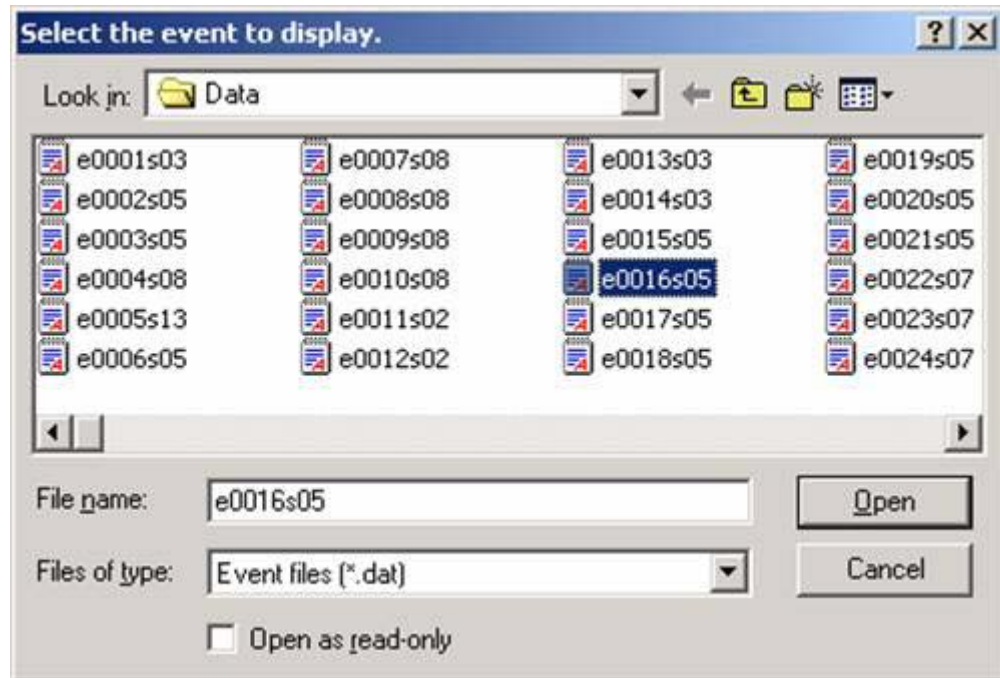 Select the event to display.
Look in: Data
e0001s03 e0007s08 e0013s03 e0019s05
e0002s05 e0008s08 e0014s03 e0020s05
e0003s05 e0009s08 e0015s05 e0021s05
e0004s08 e0010s08 e0016s05 e0022s07
e0005s13 e0011s02 e0017s05 e0023s07
e0006s05 e0012s02 e0018s05 e0024s07
File name: e0016s05 Open
Files of type: Event files (*.dat) Cancel
Open as read-only